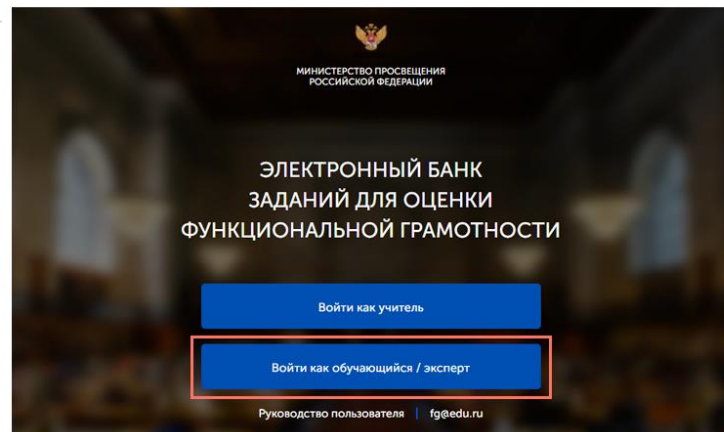 МИНИСТЕРСТВО ПРОСВЕЩЕНИЯ
РОССИЙСКОЙ ФЕДЕРАЦИИ
ЭЛЕКТРОННЫЙ БАНК
ЗАДАНИЙ ДЛЯ ОЦЕНКИ
ФУНКЦИОНАЛЬНОЙ ГРАМОТНОСТИ
Войти как учитель
Войти как обучающийся / эксперт
Руководство пользователя | fg@edu.ru